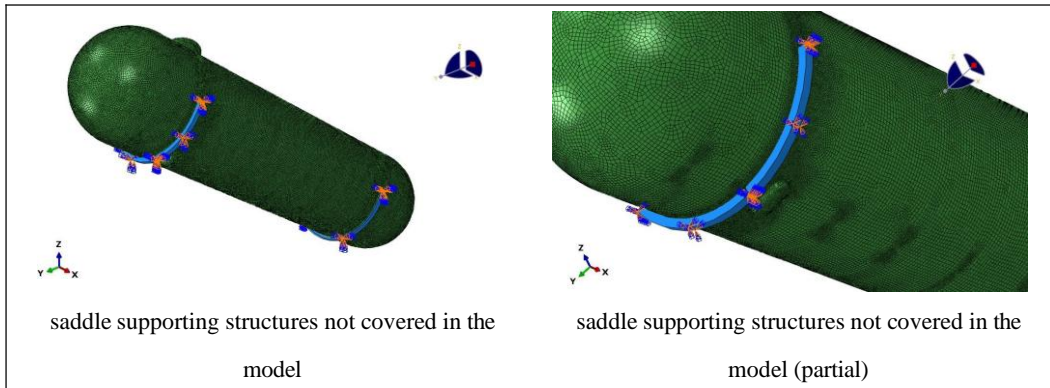 Z
Y
X
saddle supporting structures not covered in the
model
Z
Y
X
saddle supporting structures not covered in the
model (partial)